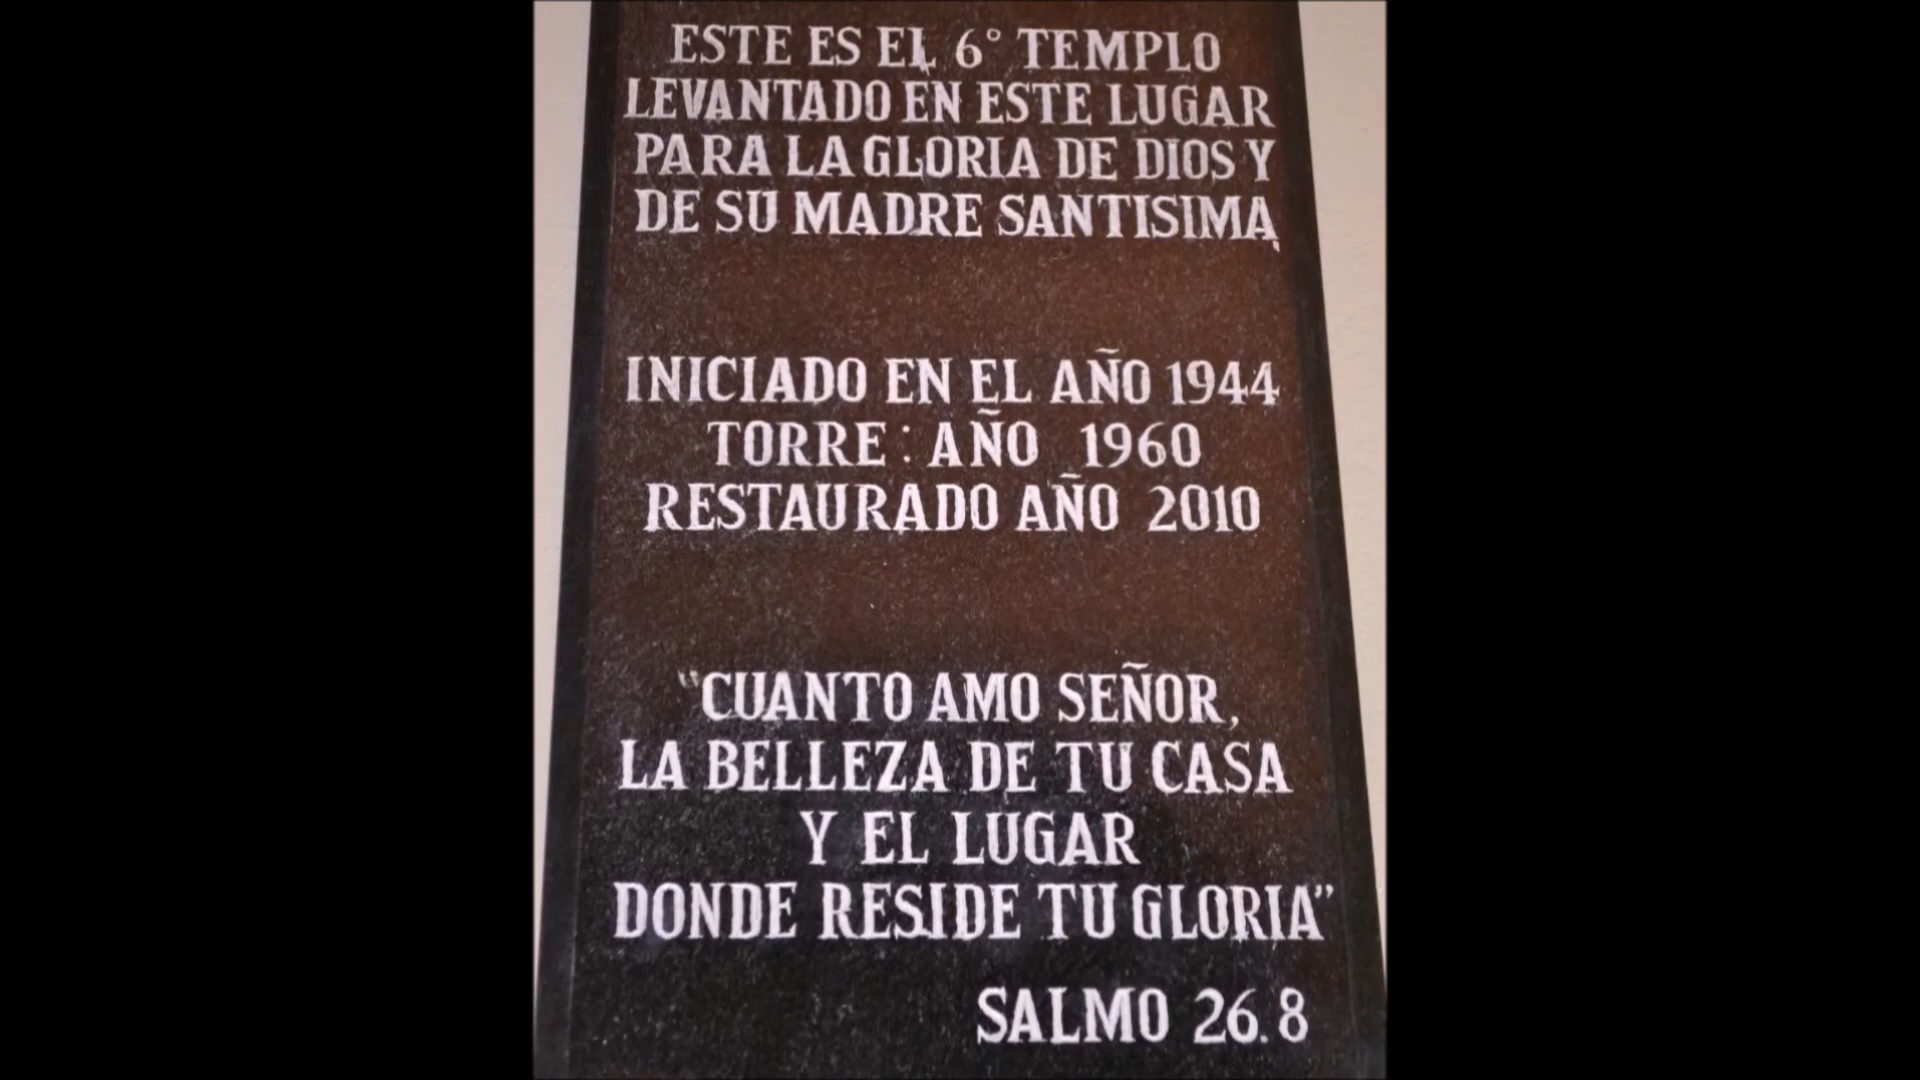 ESTE ES EL 6° TEMPLO
LEVANTADO EN ESTE LUGAR
PARA LA GLORIA DE DIOS Y
DE SU MADRE SANTISIMA
INICIADO EN EL AÑO 1944
TORRE: AÑO 1960
RESTAURADO AÑO 2010
“CUANTO AMO SEÑOR,
LA BELLEZA DE TU CASA
Y EL LUGAR
DONDE RESIDE TU GLORIA”
SALMO 26.8